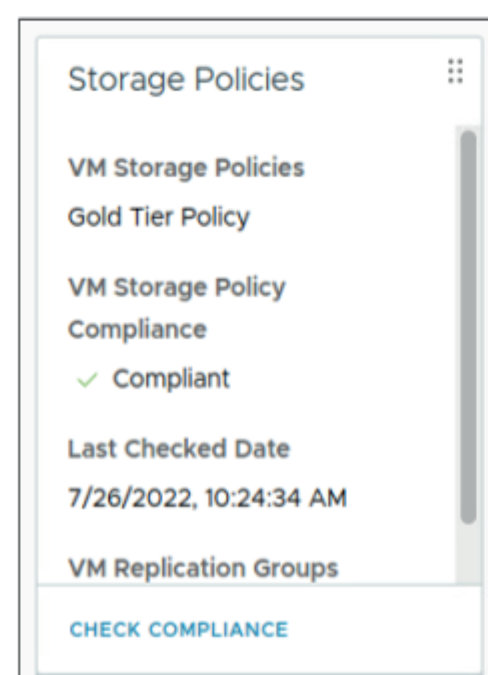 Storage Policies
VM Storage Policies
Gold Tier Policy
VM Storage Policy
Compliance
Compliant
Last Checked Date
7/26/2022, 10:24:34 AM
VM Replication Groups
CHECK COMPLIANCE